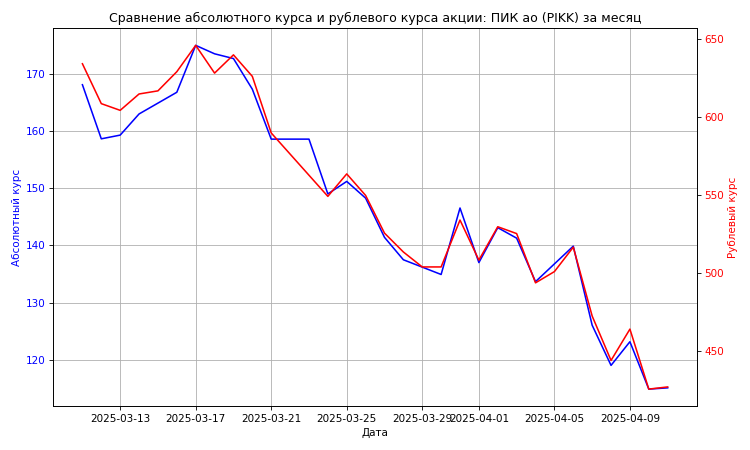 Сравнение абсолютного курса и рублевого курса акции: ПИК ао (PIKK) за месяц
Абсолютный курс
170
160
150
140
130
120
650
600
550
500
450
Рублевый курс
2025-03-13 2025-03-17 2025-03-21 2025-03-25 2025-03-29 2025-04-01 2025-04-05 2025-04-09
Дата